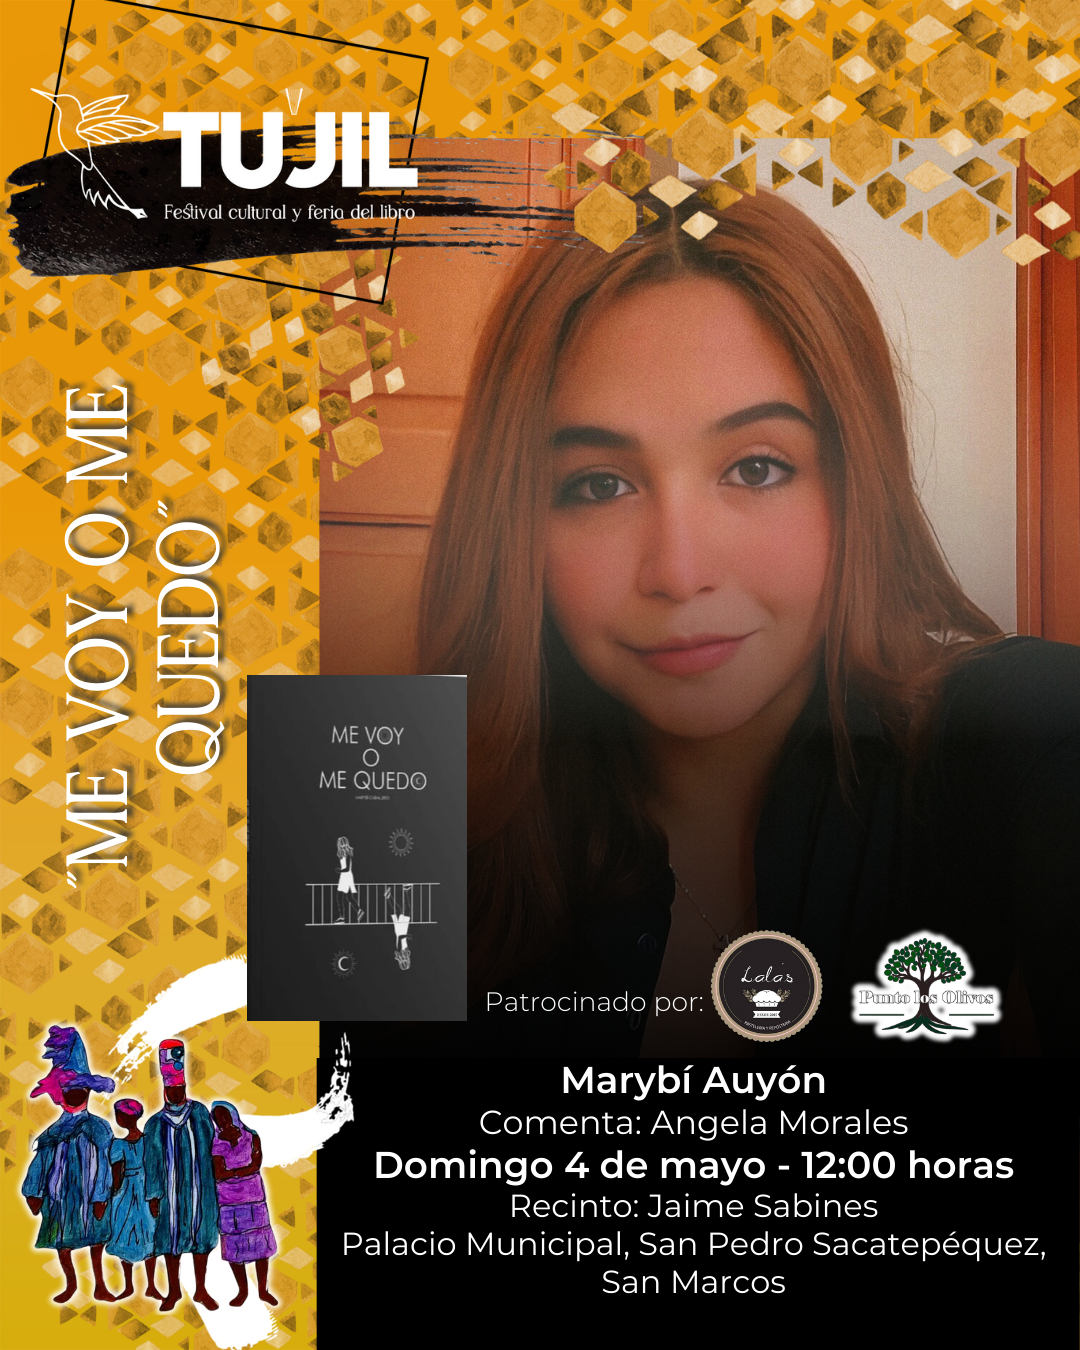 TUJIL
Festival cultural y feria del libro
"ME VOY O ME
QUEDO"
ME VOY
O
ME QUEDO
Patrocinado por:
Lala's
Punto los Olivos
Marybí Auyón
Comenta: Angela Morales
Domingo 4 de mayo - 12:00 horas
Recinto: Jaime Sabines
Palacio Municipal, San Pedro Sacatepéquez,
San Marcos